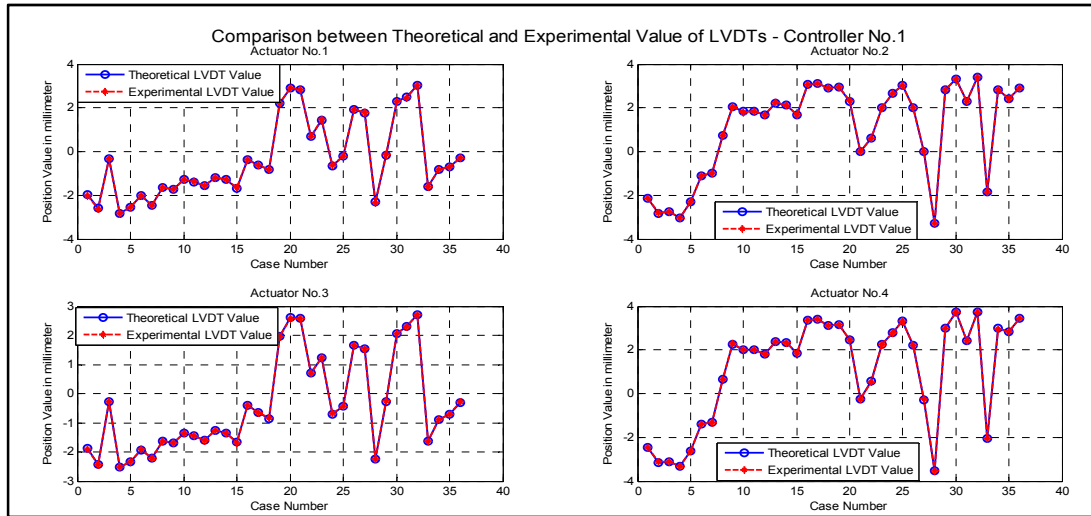 Comparison between Theoretical and Experimental Value of LVDTs - Controller No.1
Actuator No.1
Theoretical LVDT Value
Experimental LVDT Value
Position Value in millimeter
4
2
0
-2
-4
0 5 10 15 20 25 30 35 40
Case Number
Actuator No.2
Theoretical LVDT Value
Experimental LVDT Value
Position Value in millimeter
4
2
0
-2
-4
0 5 10 15 20 25 30 35 40
Case Number
Actuator No.3
Theoretical LVDT Value
Experimental LVDT Value
Position Value in millimeter
3
2
1
0
-1
-2
-3
0 5 10 15 20 25 30 35 40
Case Number
Actuator No.4
Theoretical LVDT Value
Experimental LVDT Value
Position Value in millimeter
4
2
0
-2
-4
0 5 10 15 20 25 30 35 40
Case Number